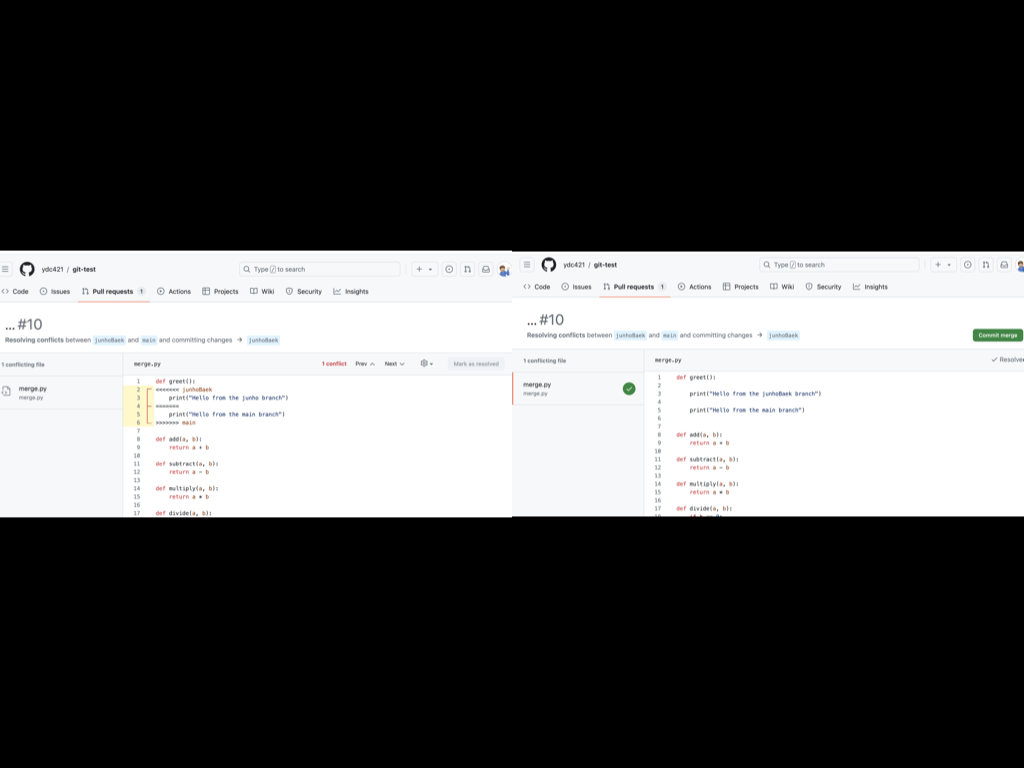 ydc421 / git-test
Type / to search
Code Issues Pull requests 1 Actions Projects Wiki Security Insights
... #10
Resolving conflicts between junhoBaek and main and committing changes → junhoBaek
1 conflicting file
merge.py
merge.py
merge.py 1 conflict Prev Next Mark as resolved
1 def greet():
2 <<<<<<< junhoBaek
3 print("Hello from the junho branch")
4 =======
5 print("Hello from the main branch")
6 >>>>>>> main
7
8 def add(a, b):
9 return a + b
10
11 def subtract(a, b):
12 return a - b
13
14 def multiply(a, b):
15 return a * b
16
17 def divide(a, b):
ydc421 / git-test
Type / to search
Code Issues Pull requests 1 Actions Projects Wiki Security Insights
... #10
Resolving conflicts between junhoBaek and main and committing changes → junhoBaek
Commit merge
1 conflicting file
merge.py
merge.py
merge.py Resolved
1 def greet():
2
3 print("Hello from the junhoBaek branch")
4
5 print("Hello from the main branch")
6
7
8 def add(a, b):
9 return a + b
10
11 def subtract(a, b):
12 return a - b
13
14 def multiply(a, b):
15 return a * b
16
17 def divide(a, b):